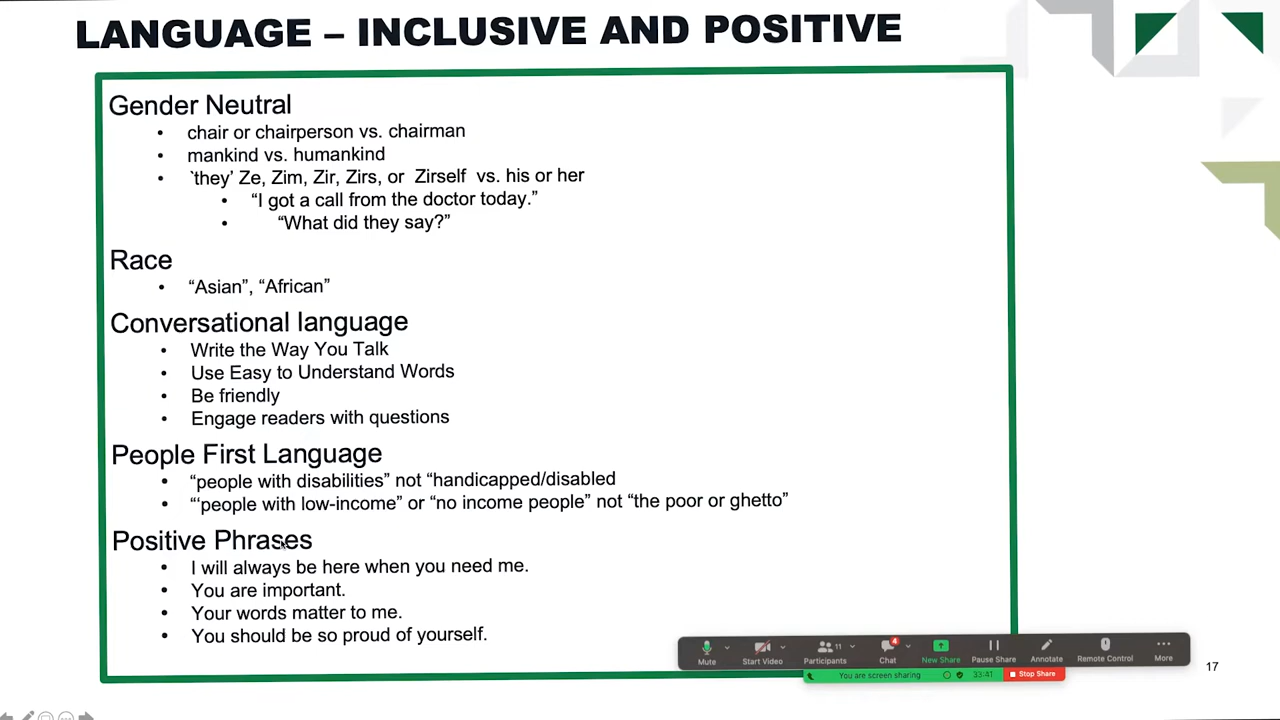 LANGUAGE – INCLUSIVE AND POSITIVE
Gender Neutral
• chair or chairperson vs. chairman
• mankind vs. humankind
• `they' Ze, Zim, Zir, Zirs, or Zirself vs. his or her
• “I got a call from the doctor today.”
• “What did they say?”
Race
• “Asian”, “African”
Conversational language
• Write the Way You Talk
• Use Easy to Understand Words
• Be friendly
• Engage readers with questions
People First Language
• “people with disabilities” not “handicapped/disabled
• “‘people with low-income” or “no income people” not “the poor or ghetto”
Positive Phrases
• I will always be here when you need me.
• You are important.
• Your words matter to me.
• You should be so proud of yourself.
Mute Start Video Participants 11 Chat 4 New Share Pause Share Annotate Remote Control More
You are screen sharing 33:41 Stop Share
17